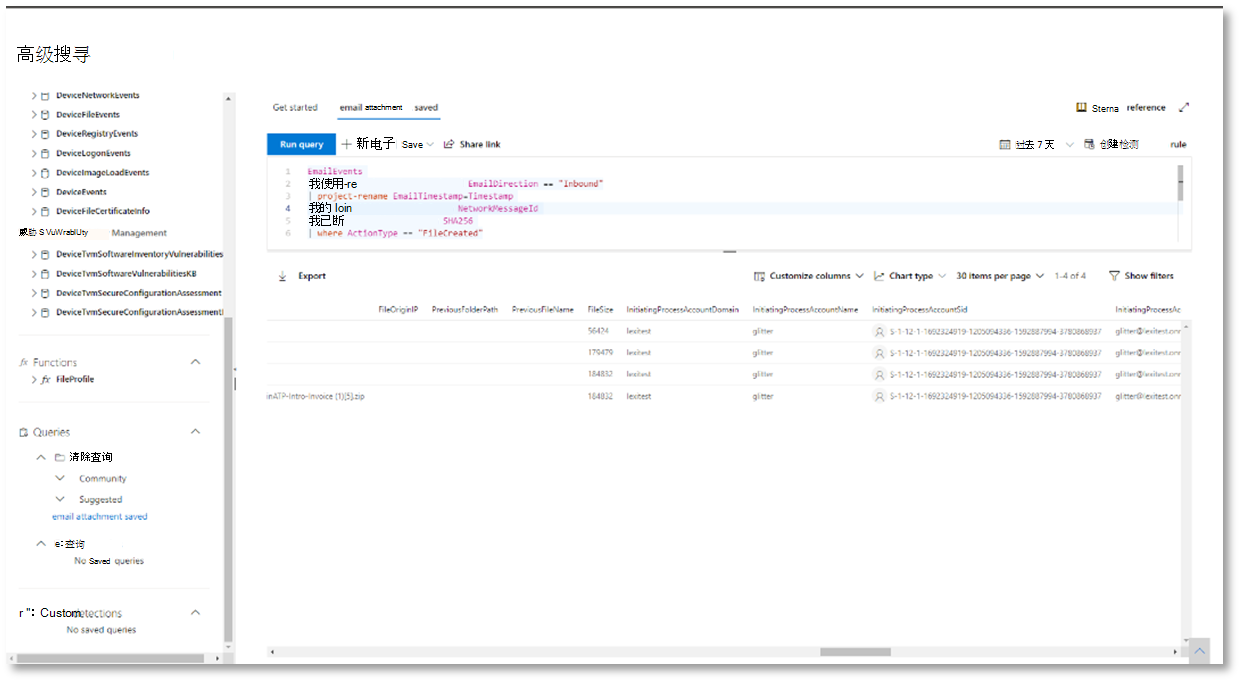 高级搜寻
DeviceNetworkEvents
DeviceFileEvents
DeviceRegistryEvents
DeviceLogonEvents
DeviceImageLoadEvents
DeviceEvents
DeviceFileCertificateInfo
威胁 S.VuWrablUty Management
DeviceTvmSoftwareInventoryVulnerabilities
DeviceTvmSoftwareVulnerabilitiesKB
DeviceTvmSecureConfigurationAssessment
DeviceTvmSecureConfigurationAssessment
fx Functions
fx FileProfile
Queries
清除查询
Community
Suggested
email attachment saved
e:查询
No Saved queries
r ": Custom etections
No saved queries
Get started email attachment saved
Sterna reference
Run query + 新电子 Save Share link
过去 7 天 创建检测 rule
1 EmailEvents
2 我使用-re EmailDirection == "Inbound"
3 | project-rename EmailTimestamp=Timestamp
4 我的 loin NetworkMessageId
5 我已断 SHA256
6 | where ActionType == "FileCreated"
Export Customize columns Chart type 30 items per page 1-4 of 4 Show filters
FileOriginIP PreviousFolderPath PreviousFileName FileSize InitiatingProcessAccountDomain InitiatingProcessAccountName InitiatingProcessAccountSid InitiatingProcessAc
56424 lexitest glitter S-1-12-1-1692324919-1205094336-1592887994-3780868937 glitter@lexitest.onr
179479 lexitest glitter S-1-12-1-1692324919-1205094336-1592887994-3780868937 glitter@lexitest.onr
184832 lexitest glitter S-1-12-1-1692324919-1205094336-1592887994-3780868937 glitter@lexitest.onr
inATP-Intro-Invoice (1)[5].zip 184832 lexitest glitter S-1-12-1-1692324919-1205094336-1592887994-3780868937 glitter@lexitest.onr